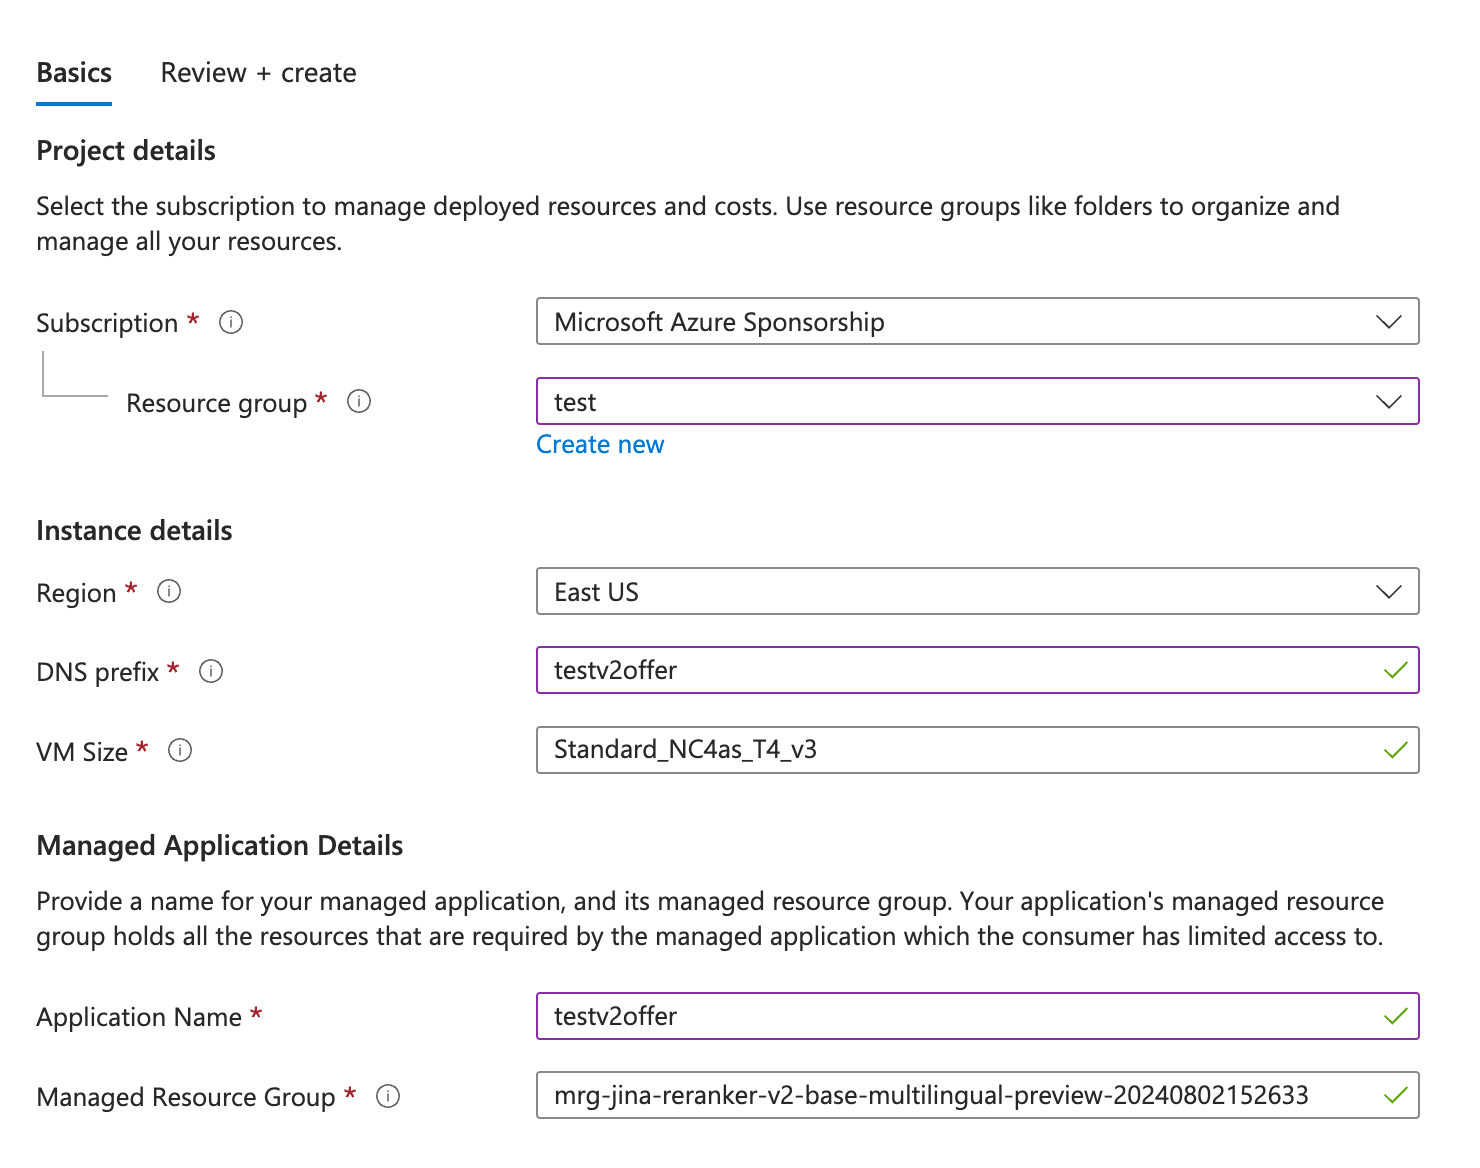 Basics Review + create
Project details
Select the subscription to manage deployed resources and costs. Use resource groups like folders to organize and
manage all your resources.
Subscription * Microsoft Azure Sponsorship
Resource group * test
Create new
Instance details
Region * East US
DNS prefix * testv2offer
VM Size * Standard_NC4as_T4_v3
Managed Application Details
Provide a name for your managed application, and its managed resource group. Your application's managed resource
group holds all the resources that are required by the managed application which the consumer has limited access to.
Application Name * testv2offer
Managed Resource Group * mrg-jina-reranker-v2-base-multilingual-preview-20240802152633